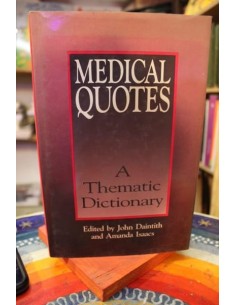 MEDICAL
QUOTES
A
Thematic
Dictionary
Edited by John Daintith
and Amanda Isaacs